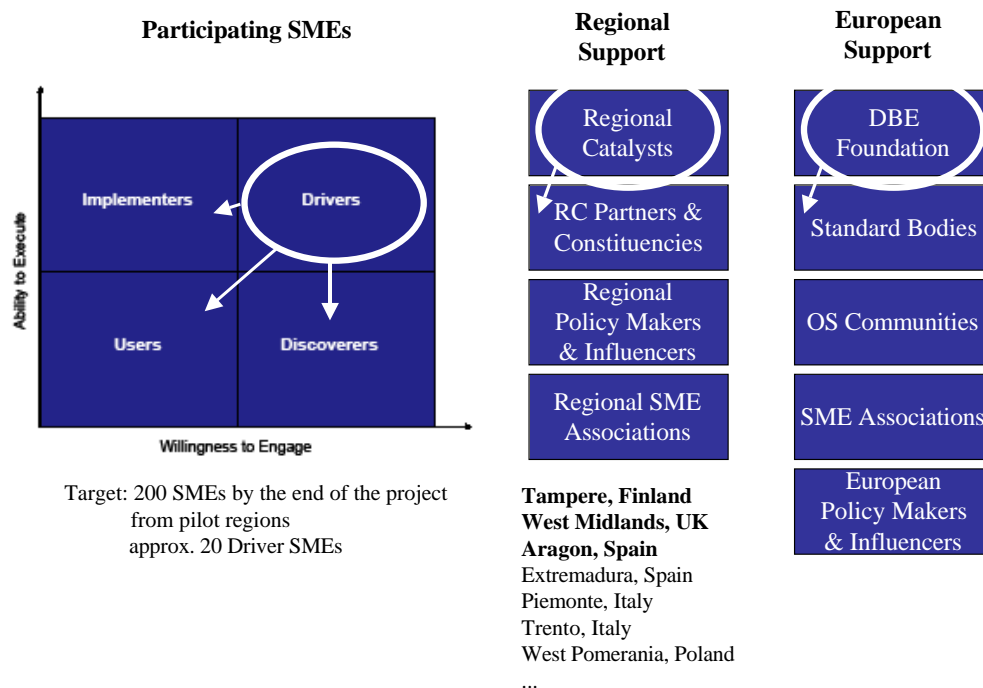 Participating SMEs
Ability to Execute
Implementers
Drivers
Users
Discoverers
Willingness to Engage
Target: 200 SMEs by the end of the project
from pilot regions
approx. 20 Driver SMEs
Regional
Support
Regional
Catalysts
RC Partners &
Constituencies
Regional
Policy Makers
& Influencers
Regional SME
Associations
Tampere, Finland
West Midlands, UK
Aragon, Spain
Extremadura, Spain
Piemonte, Italy
Trento, Italy
West Pomerania, Poland
...
European
Support
DBE
Foundation
Standard Bodies
OS Communities
SME Associations
European
Policy Makers
& Influencers